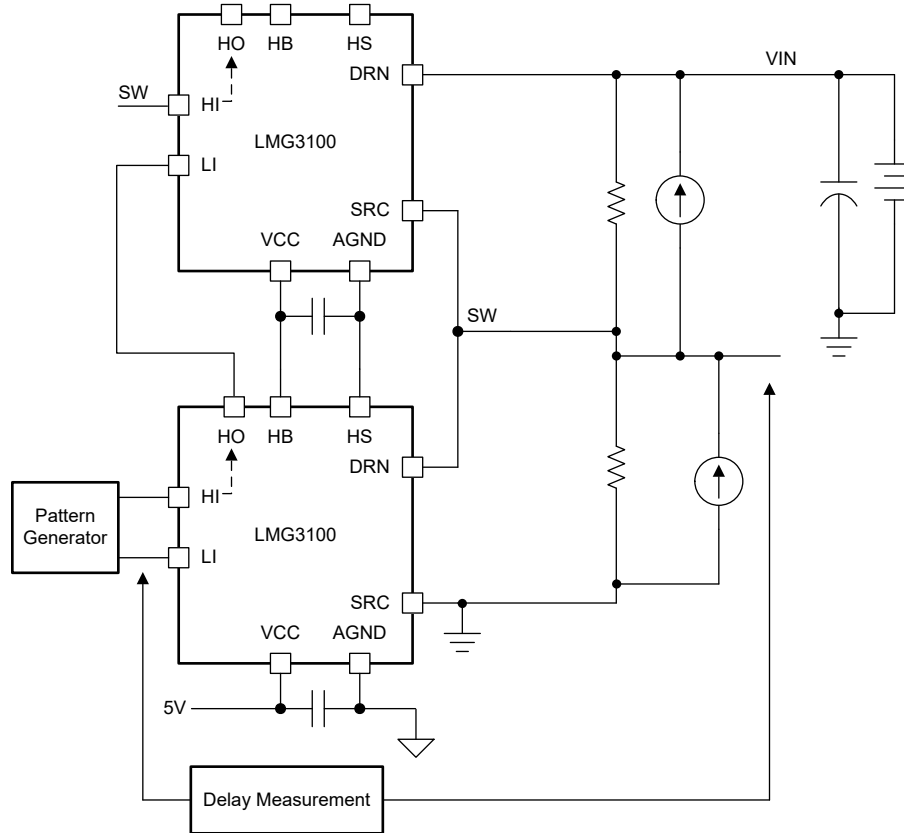 HO HB HS
DRN
VIN
SW
HI
LMG3100
LI
SRC
VCC AGND
SW
HO HB HS
DRN
HI
Pattern
Generator
LMG3100
LI
SRC
VCC AGND
5V
Delay Measurement